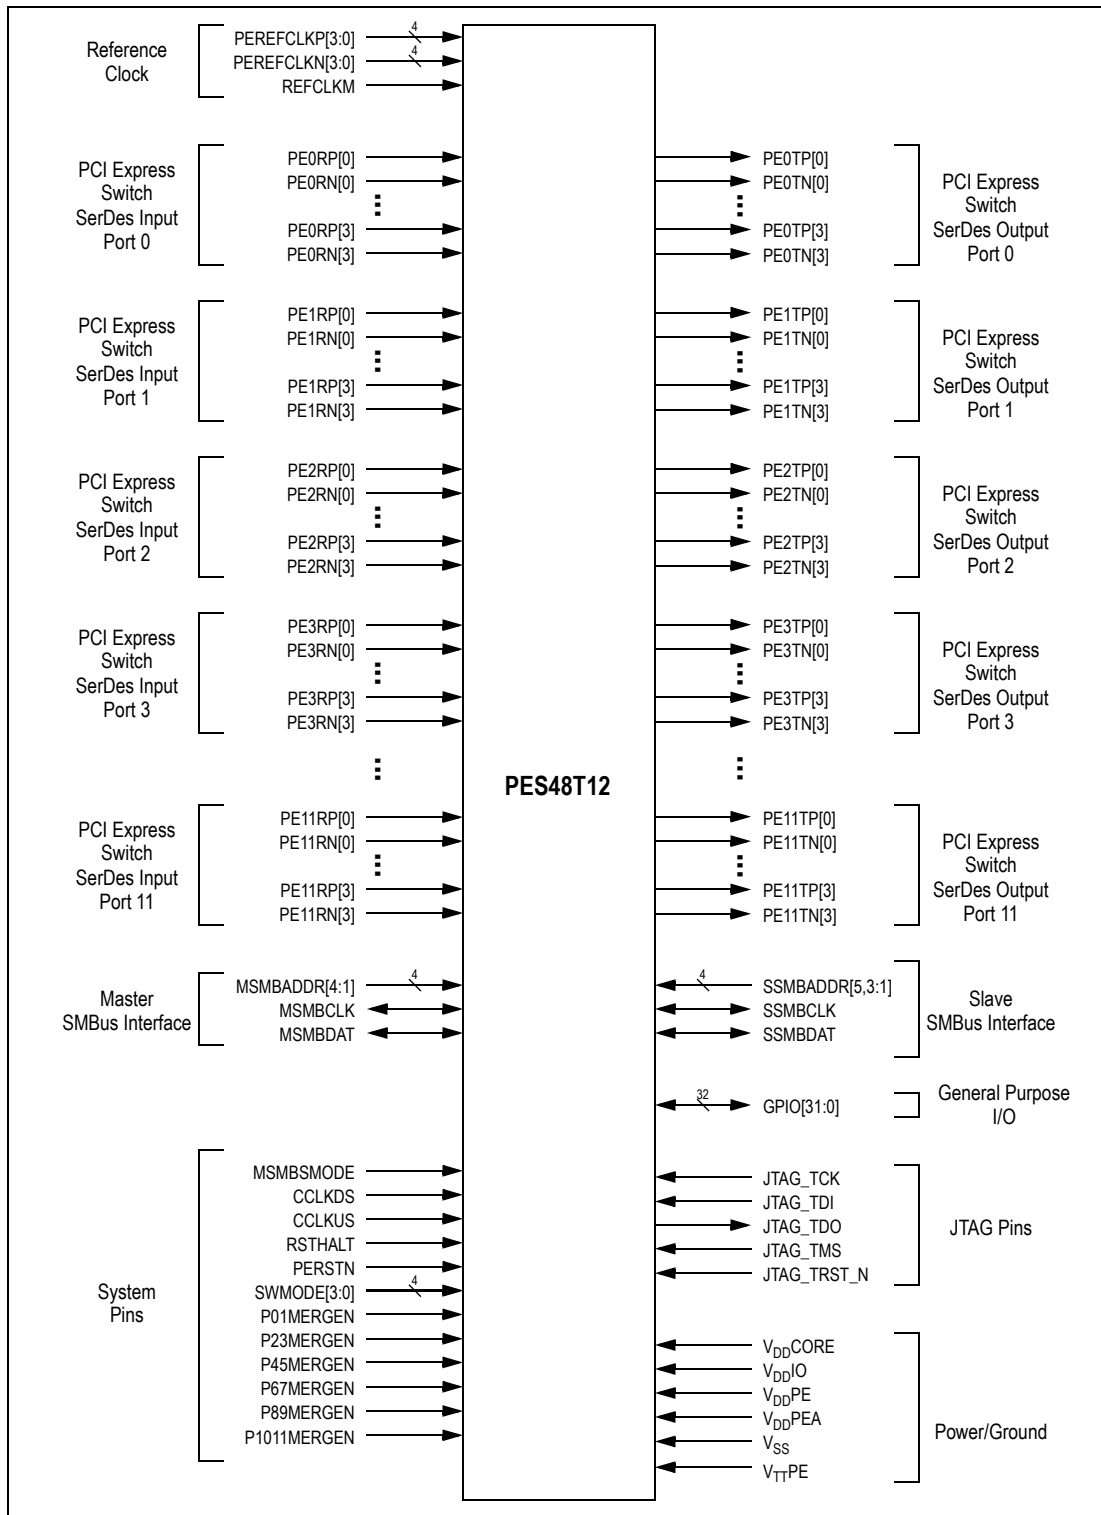 Reference
Clock
PEREFCLKP[3:0]
4
PEREFCLKN[3:0]
4
REFCLKM
PCI Express
Switch
SerDes Input
Port 0
PE0RP[0]
PE0RN[0]
PE0RP[3]
PE0RN[3]
PCI Express
Switch
SerDes Input
Port 1
PE1RP[0]
PE1RN[0]
PE1RP[3]
PE1RN[3]
PCI Express
Switch
SerDes Input
Port 2
PE2RP[0]
PE2RN[0]
PE2RP[3]
PE2RN[3]
PCI Express
Switch
SerDes Input
Port 3
PE3RP[0]
PE3RN[0]
PE3RP[3]
PE3RN[3]
PCI Express
Switch
SerDes Input
Port 11
PE11RP[0]
PE11RN[0]
PE11RP[3]
PE11RN[3]
Master
SMBus Interface
MSMBADDR[4:1]
4
MSMBCLK
MSMBDAT
System
Pins
MSMBSMODE
CCLKDS
CCLKUS
RSTHALT
PERSTN
SWMODE[3:0]
4
P01MERGEN
P23MERGEN
P45MERGEN
P67MERGEN
P89MERGEN
P1011MERGEN
PES48T12
PE0TP[0]
PE0TN[0]
PE0TP[3]
PE0TN[3]
PCI Express
Switch
SerDes Output
Port 0
PE1TP[0]
PE1TN[0]
PE1TP[3]
PE1TN[3]
PCI Express
Switch
SerDes Output
Port 1
PE2TP[0]
PE2TN[0]
PE2TP[3]
PE2TN[3]
PCI Express
Switch
SerDes Output
Port 2
PE3TP[0]
PE3TN[0]
PE3TP[3]
PE3TN[3]
PCI Express
Switch
SerDes Output
Port 3
PE11TP[0]
PE11TN[0]
PE11TP[3]
PE11TN[3]
PCI Express
Switch
SerDes Output
Port 11
4
SSMBADDR[5,3:1]
SSMBCLK
SSMBDAT
Slave
SMBus Interface
32
GPIO[31:0]
General Purpose
I/O
JTAG_TCK
JTAG_TDI
JTAG_TDO
JTAG_TMS
JTAG_TRST_N
JTAG Pins
VDDCORE
VDDIO
VDDPE
VDDPEA
VSS
VTTPE
Power/Ground